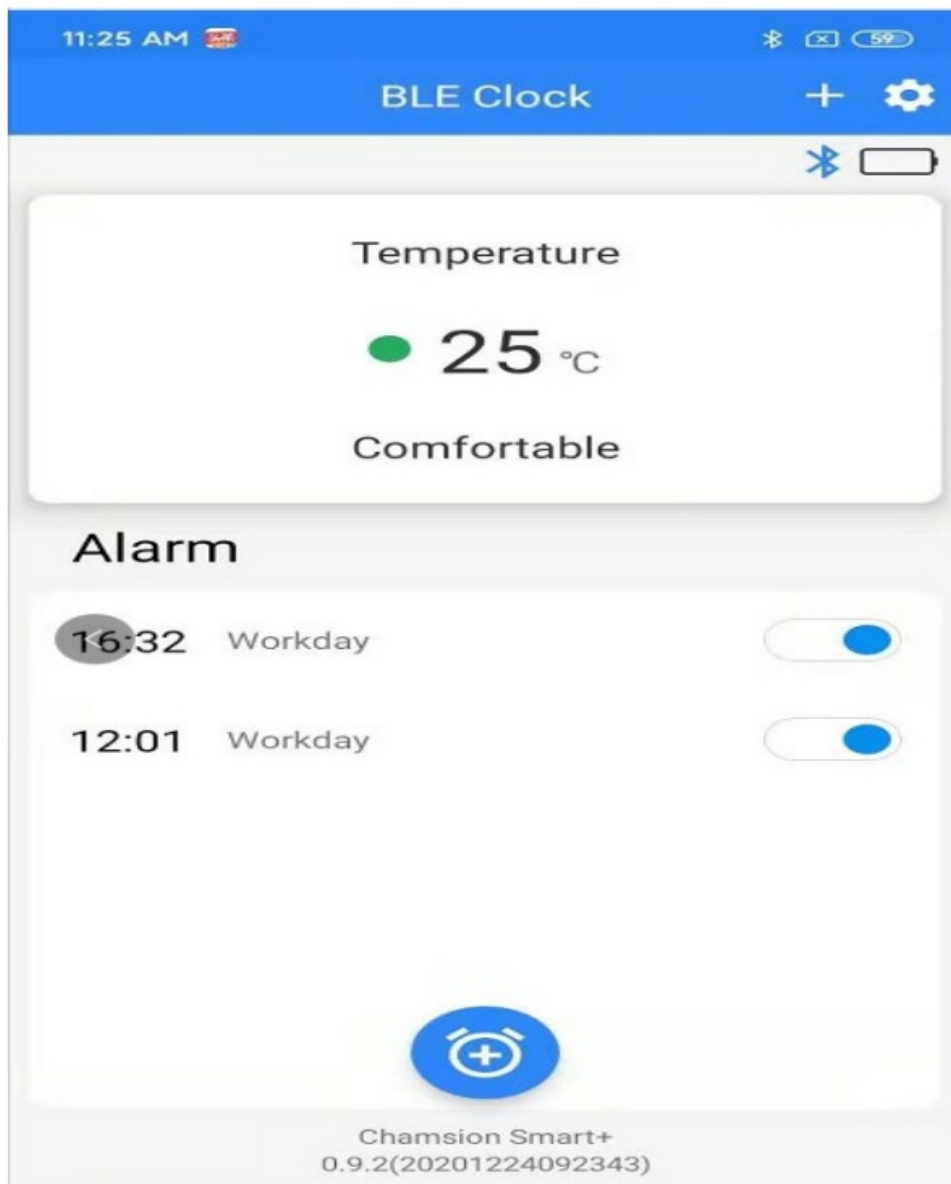 11:25 AM
59
BLE Clock
Temperature
25 °C
Comfortable
Alarm
16:32 Workday
12:01 Workday
Chamsion Smart+
0.9.2(20201224092343)